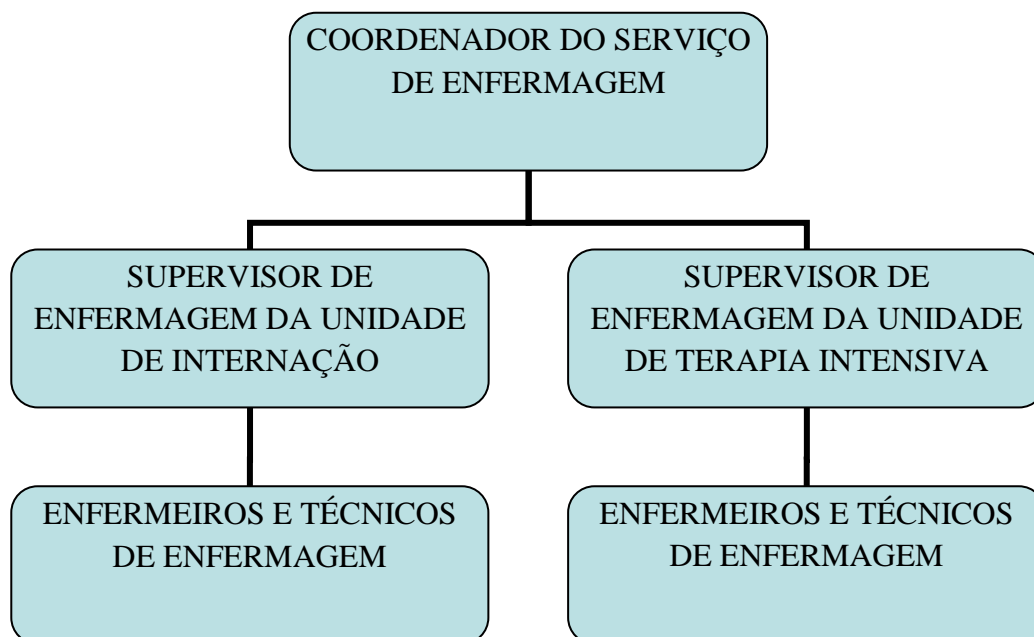 COORDENADOR DO SERVIÇO
DE ENFERMAGEM
SUPERVISOR DE
ENFERMAGEM DA UNIDADE
DE INTERNAÇÃO
SUPERVISOR DE
ENFERMAGEM DA UNIDADE
DE TERAPIA INTENSIVA
ENFERMEIROS E TÉCNICOS
DE ENFERMAGEM
ENFERMEIROS E TÉCNICOS
DE ENFERMAGEM